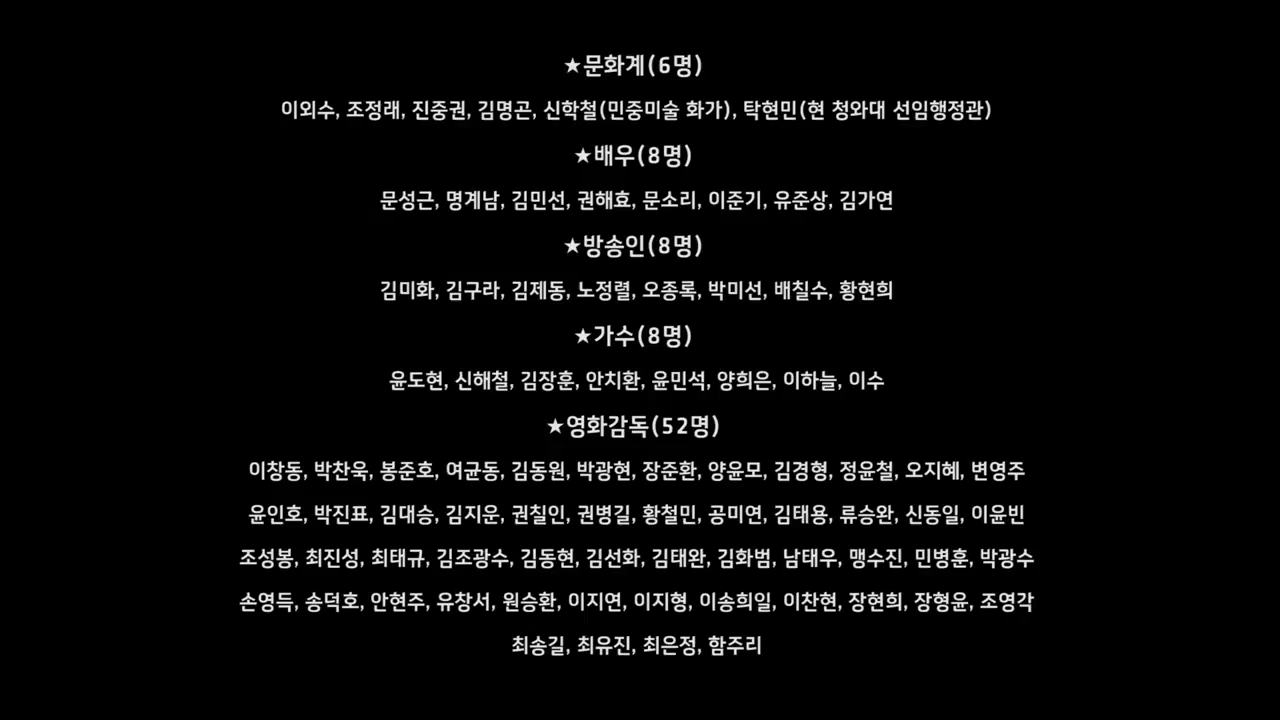 ★문화계(6명)
이외수, 조정래, 진중권, 김명곤, 신학철(민중미술 화가), 탁현민(현 청와대 선임행정관)
★배우(8명)
문성근, 명계남, 김민선, 권해효, 문소리, 이준기, 유준상, 김가연
★방송인(8명)
김미화, 김구라, 김제동, 노정렬, 오종록, 박미선, 배칠수, 황현희
★가수(8명)
윤도현, 신해철, 김장훈, 안치환, 윤민석, 양희은, 이하늘, 이수
★영화감독(52명)
이창동, 박찬욱, 봉준호, 여균동, 김동원, 박광현, 장준환, 양윤모, 김경형, 정윤철, 오지혜, 변영주
윤인호, 박진표, 김대승, 김지운, 권칠인, 권병길, 황철민, 공미연, 김태용, 류승완, 신동일, 이윤빈
조성봉, 최진성, 최태규, 김조광수, 김동현, 김선화, 김태완, 김화범, 남태우, 맹수진, 민병훈, 박광수
손영득, 송덕호, 안현주, 유창서, 원승환, 이지연, 이지형, 이송희일, 이찬현, 장현희, 장형윤, 조영각
최송길, 최유진, 최은정, 함주리